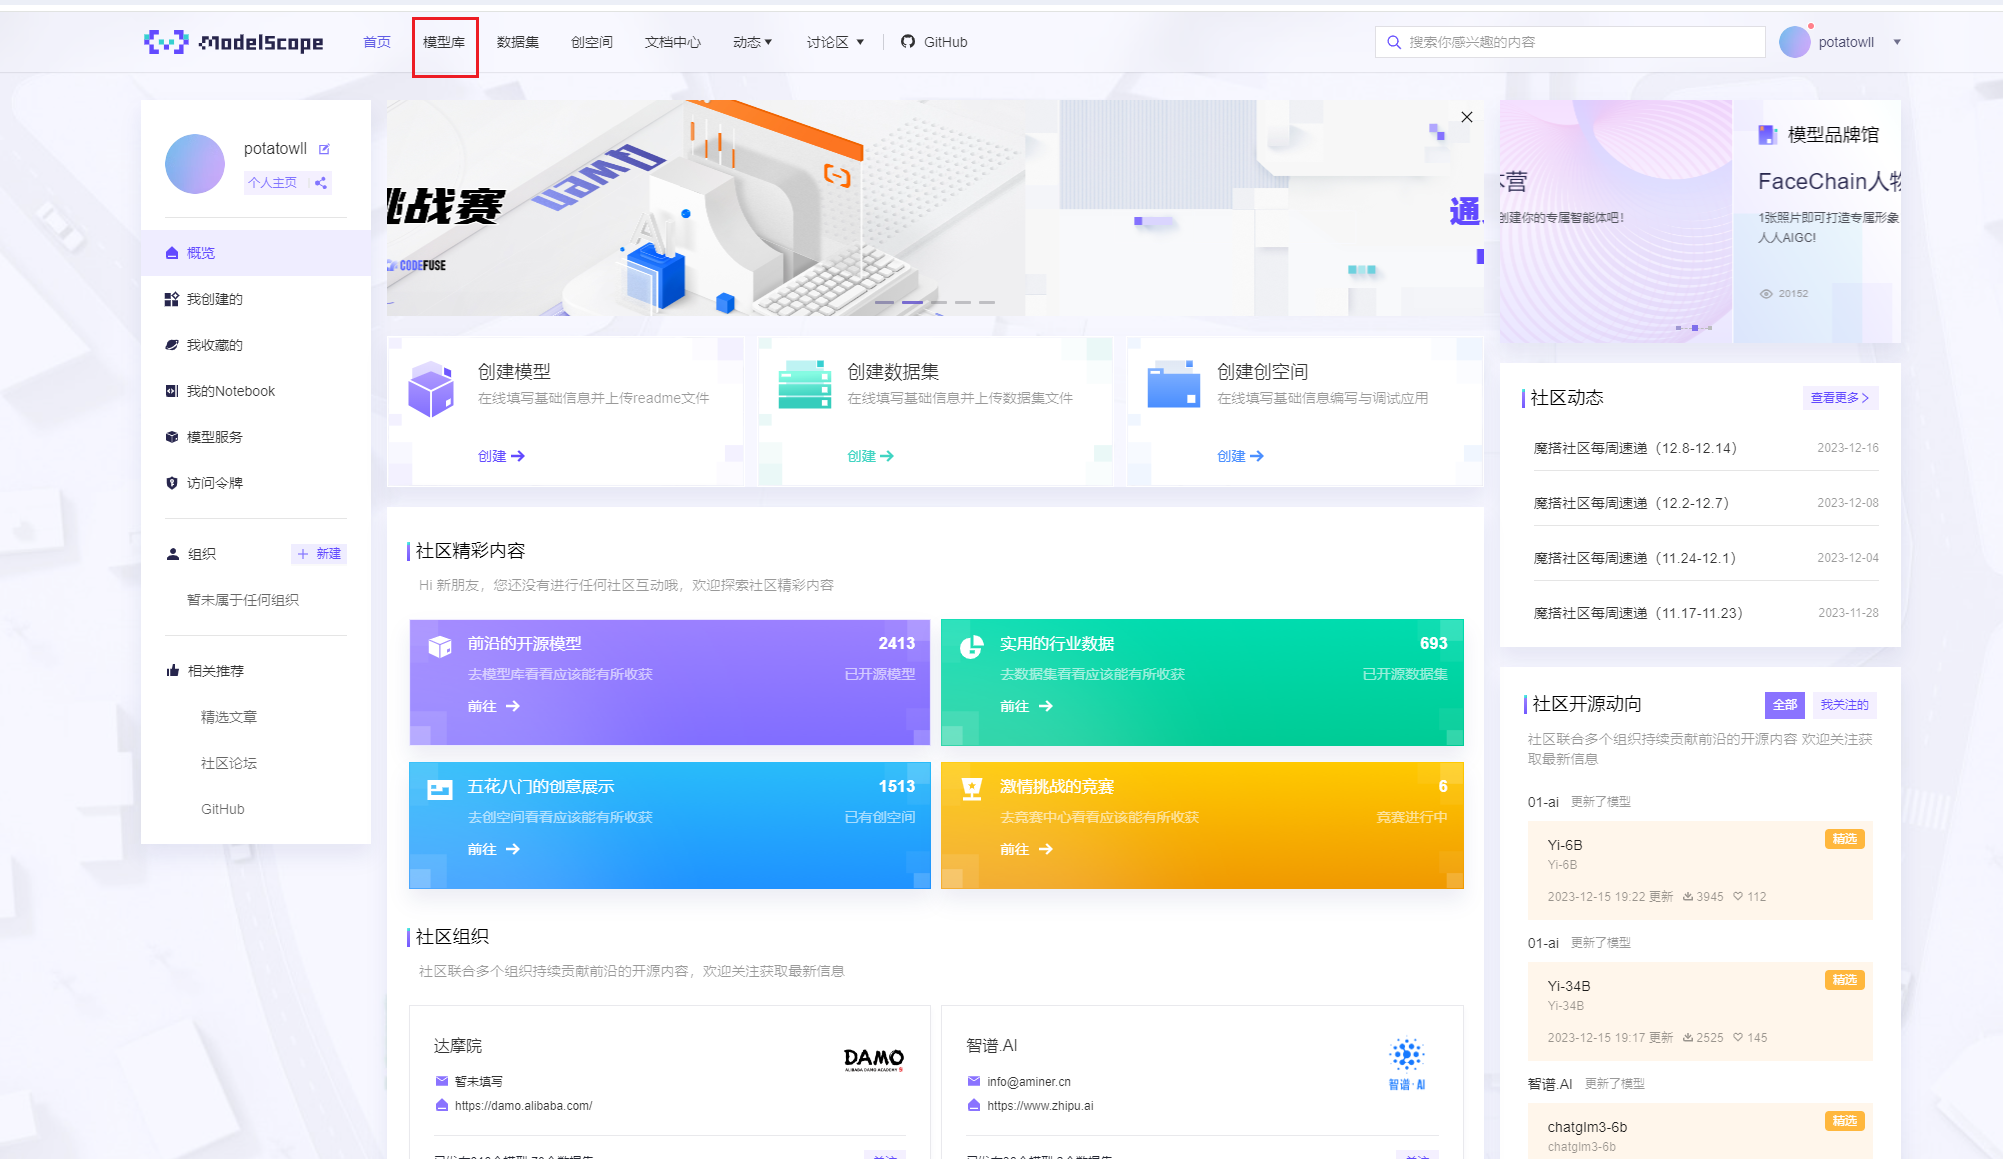 ModelScope
首页
模型库
数据集
创空间
文档中心
动态
讨论区
GitHub
搜索你感兴趣的内容
potatowll
potatowll
个人主页
概览
我创建的
我收藏的
我的Notebook
模型服务
访问令牌
组织
新建
暂未属于任何组织
相关推荐
精选文章
社区论坛
GitHub
挑战赛
Qwen
AI
CODEFUSE
通
创建你的专属智能体吧!
模型品牌馆
FaceChain人物
1张照片即可打造专属形象
人人AIGC!
20152
创建模型
在线填写基础信息并上传readme文件
创建
创建数据集
在线填写基础信息并上传数据集文件
创建
创建创空间
在线填写基础信息编写与调试应用
创建
社区精彩内容
Hi 新朋友，您还没有进行任何社区互动哦，欢迎探索社区精彩内容
前沿的开源模型
2413
去模型库看看应该能有所收获
已开源模型
前往
实用的行业数据
693
去数据集看看应该能有所收获
已开源数据集
前往
五花八门的创意展示
1513
去创空间看看应该能有所收获
已有创空间
前往
激情挑战的竞赛
6
去竞赛中心看看应该能有所收获
竞赛进行中
前往
社区组织
社区联合多个组织持续贡献前沿的开源内容，欢迎关注获取最新信息
达摩院
DAMO
ALIBABA DAMO ACADEMY
暂未填写
https://damo.alibaba.com/
智谱.AI
智谱·AI
info@aminer.cn
https://www.zhipu.ai
社区动态
查看更多
魔搭社区每周速递（12.8-12.14）
2023-12-16
魔搭社区每周速递（12.2-12.7）
2023-12-08
魔搭社区每周速递（11.24-12.1）
2023-12-04
魔搭社区每周速递（11.17-11.23）
2023-11-28
社区开源动向
全部
我关注的
社区联合多个组织持续贡献前沿的开源内容 欢迎关注获
取最新信息
01-ai 更新了模型
Yi-6B
精选
Yi-6B
2023-12-15 19:22 更新 3945 112
01-ai 更新了模型
Yi-34B
精选
Yi-34B
2023-12-15 19:17 更新 2525 145
智谱.AI 更新了模型
chatglm3-6b
精选
chatglm3-6b